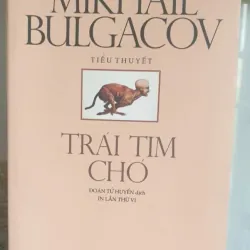 MIKHAIL
BULGACOV
TIỂU THUYẾT
TRÁI TIM
CHÓ
ĐOÀN TỬ HUYẾN dịch
IN LẦN THỨ VI